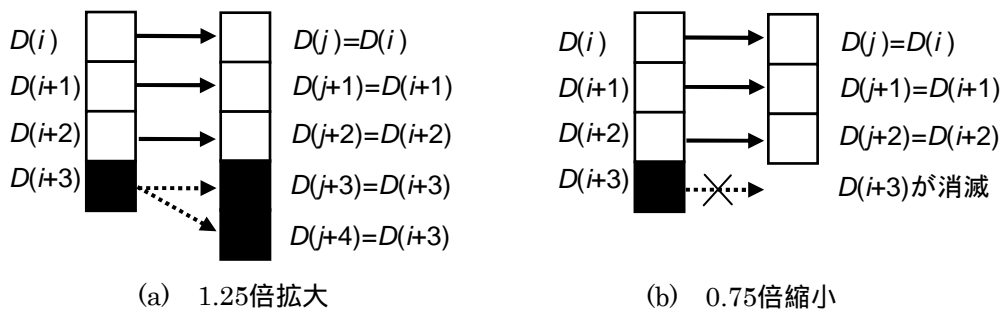 D(i)
D(i+1)
D(i+2)
D(i+3)
D(j)=D(i)
D(j+1)=D(i+1)
D(j+2)=D(i+2)
D(j+3)=D(i+3)
D(j+4)=D(i+3)
(a) 1.25倍拡大
D(i)
D(i+1)
D(i+2)
D(i+3)
D(j)=D(i)
D(j+1)=D(i+1)
D(j+2)=D(i+2)
D(i+3)が消滅
(b) 0.75倍縮小